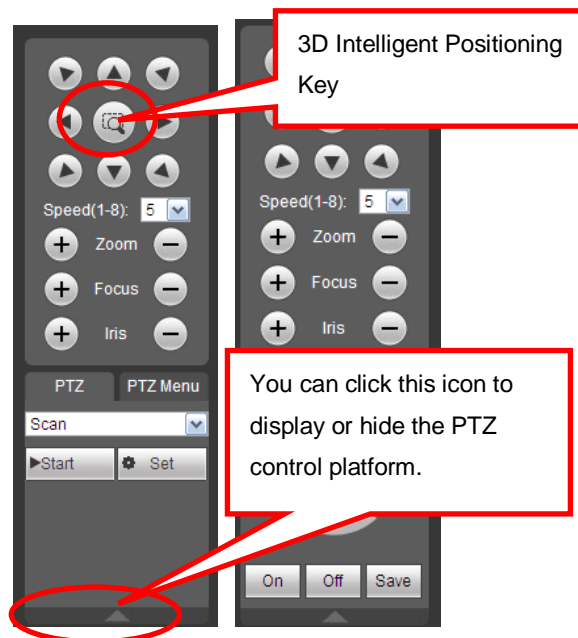 3D Intelligent Positioning
Key
Speed(1-8): 5
Zoom
Focus
Iris
PTZ PTZ Menu
Scan
Start Set
Speed(1-8): 5
Zoom
Focus
Iris
You can click this icon to
display or hide the PTZ
control platform.
On Off Save